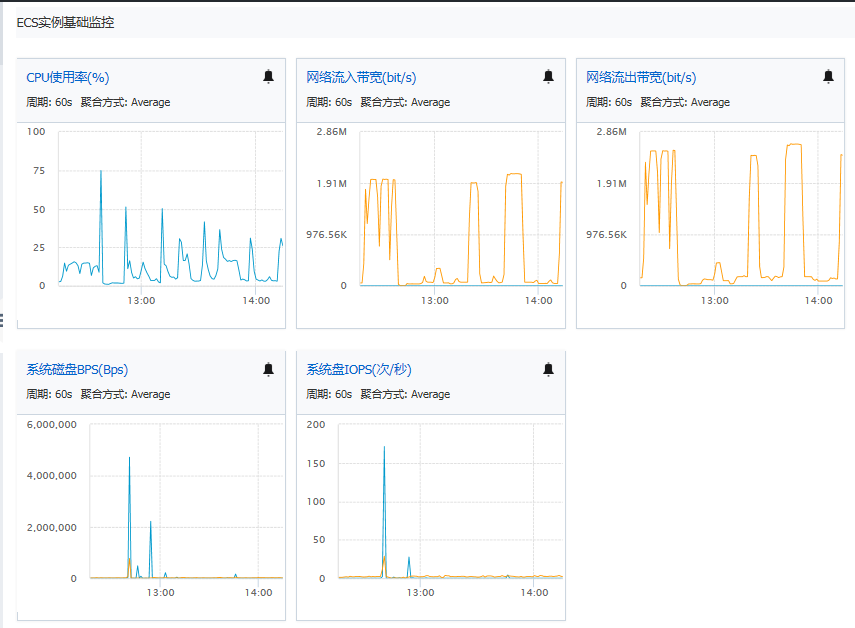 ECS实例基础监控
CPU使用率(%)
周期: 60s 聚合方式: Average
100
75
50
25
0
13:00
14:00
网络流入带宽(bit/s)
周期: 60s 聚合方式: Average
2.86M
1.91M
976.56K
0
13:00
14:00
网络流出带宽(bit/s)
周期: 60s 聚合方式: Average
2.86M
1.91M
976.56K
0
13:00
14:00
系统磁盘BPS(Bps)
周期: 60s 聚合方式: Average
6,000,000
4,000,000
2,000,000
0
13:00
14:00
系统盘IOPS(次/秒)
周期: 60s 聚合方式: Average
200
150
100
50
0
13:00
14:00